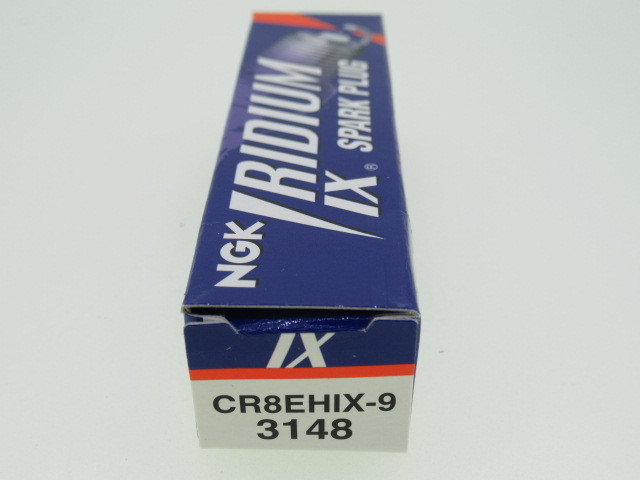 NGK IRIDIUM
IX® SPARK PLUG
IX
CR8EHIX-9
3148